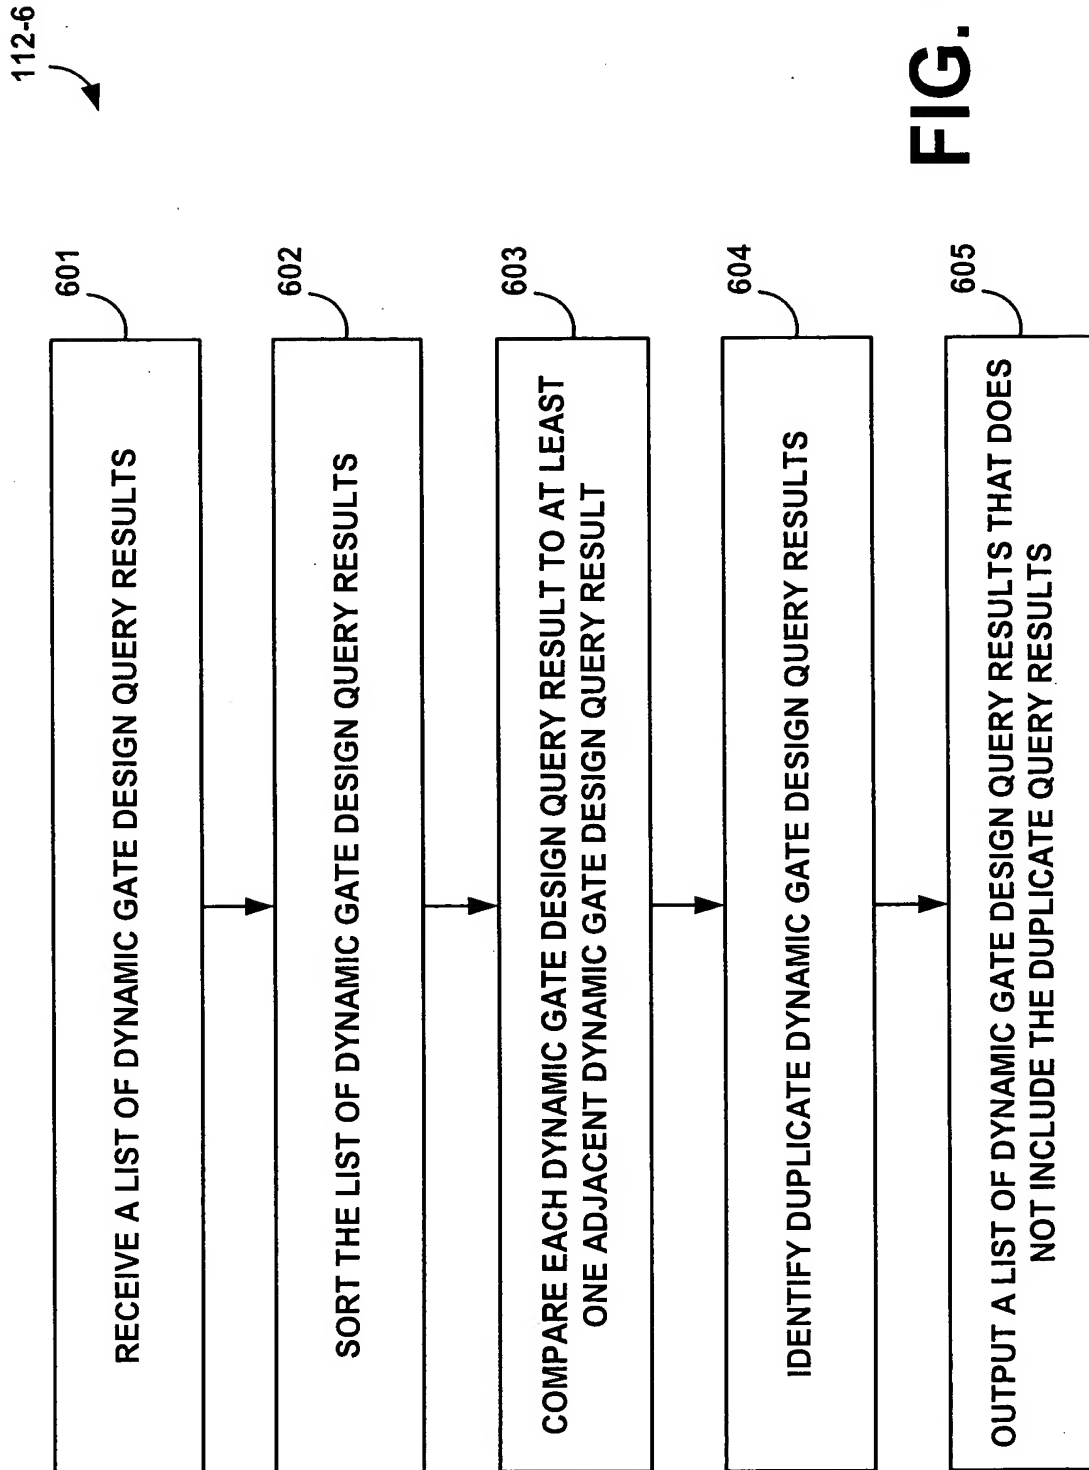 112-6
601
RECEIVE A LIST OF DYNAMIC GATE DESIGN QUERY RESULTS
602
SORT THE LIST OF DYNAMIC GATE DESIGN QUERY RESULTS
603
COMPARE EACH DYNAMIC GATE DESIGN QUERY RESULT TO AT LEAST
ONE ADJACENT DYNAMIC GATE DESIGN QUERY RESULT
604
IDENTIFY DUPLICATE DYNAMIC GATE DESIGN QUERY RESULTS
605
OUTPUT A LIST OF DYNAMIC GATE DESIGN QUERY RESULTS THAT DOES
NOT INCLUDE THE DUPLICATE QUERY RESULTS
FIG.